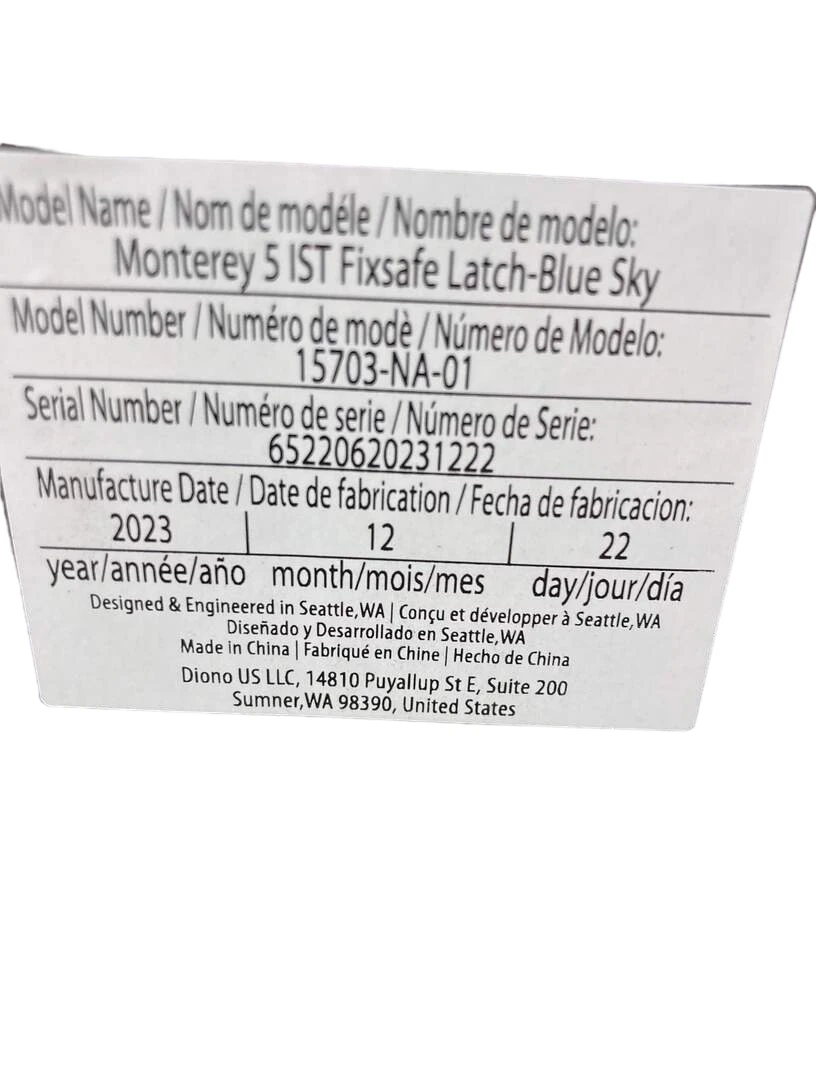 Model Name / Nom de modéle / Nombre de modelo:
Monterey 5 IST Fixsafe Latch-Blue Sky
Model Number / Numéro de modè / Número de Modelo:
15703-NA-01
Serial Number / Numéro de serie / Número de Serie:
65220620231222
Manufacture Date / Date de fabrication / Fecha de fabricacion:
2023 | 12 | 22
year/année/año month/mois/mes day/jour/día
Designed & Engineered in Seattle,WA | Conçu et développer à Seattle,WA
Diseñado y Desarrollado en Seattle,WA
Made in China | Fabriqué en Chine | Hecho de China
Diono US LLC, 14810 Puyallup St E, Suite 200
Sumner,WA 98390, United States